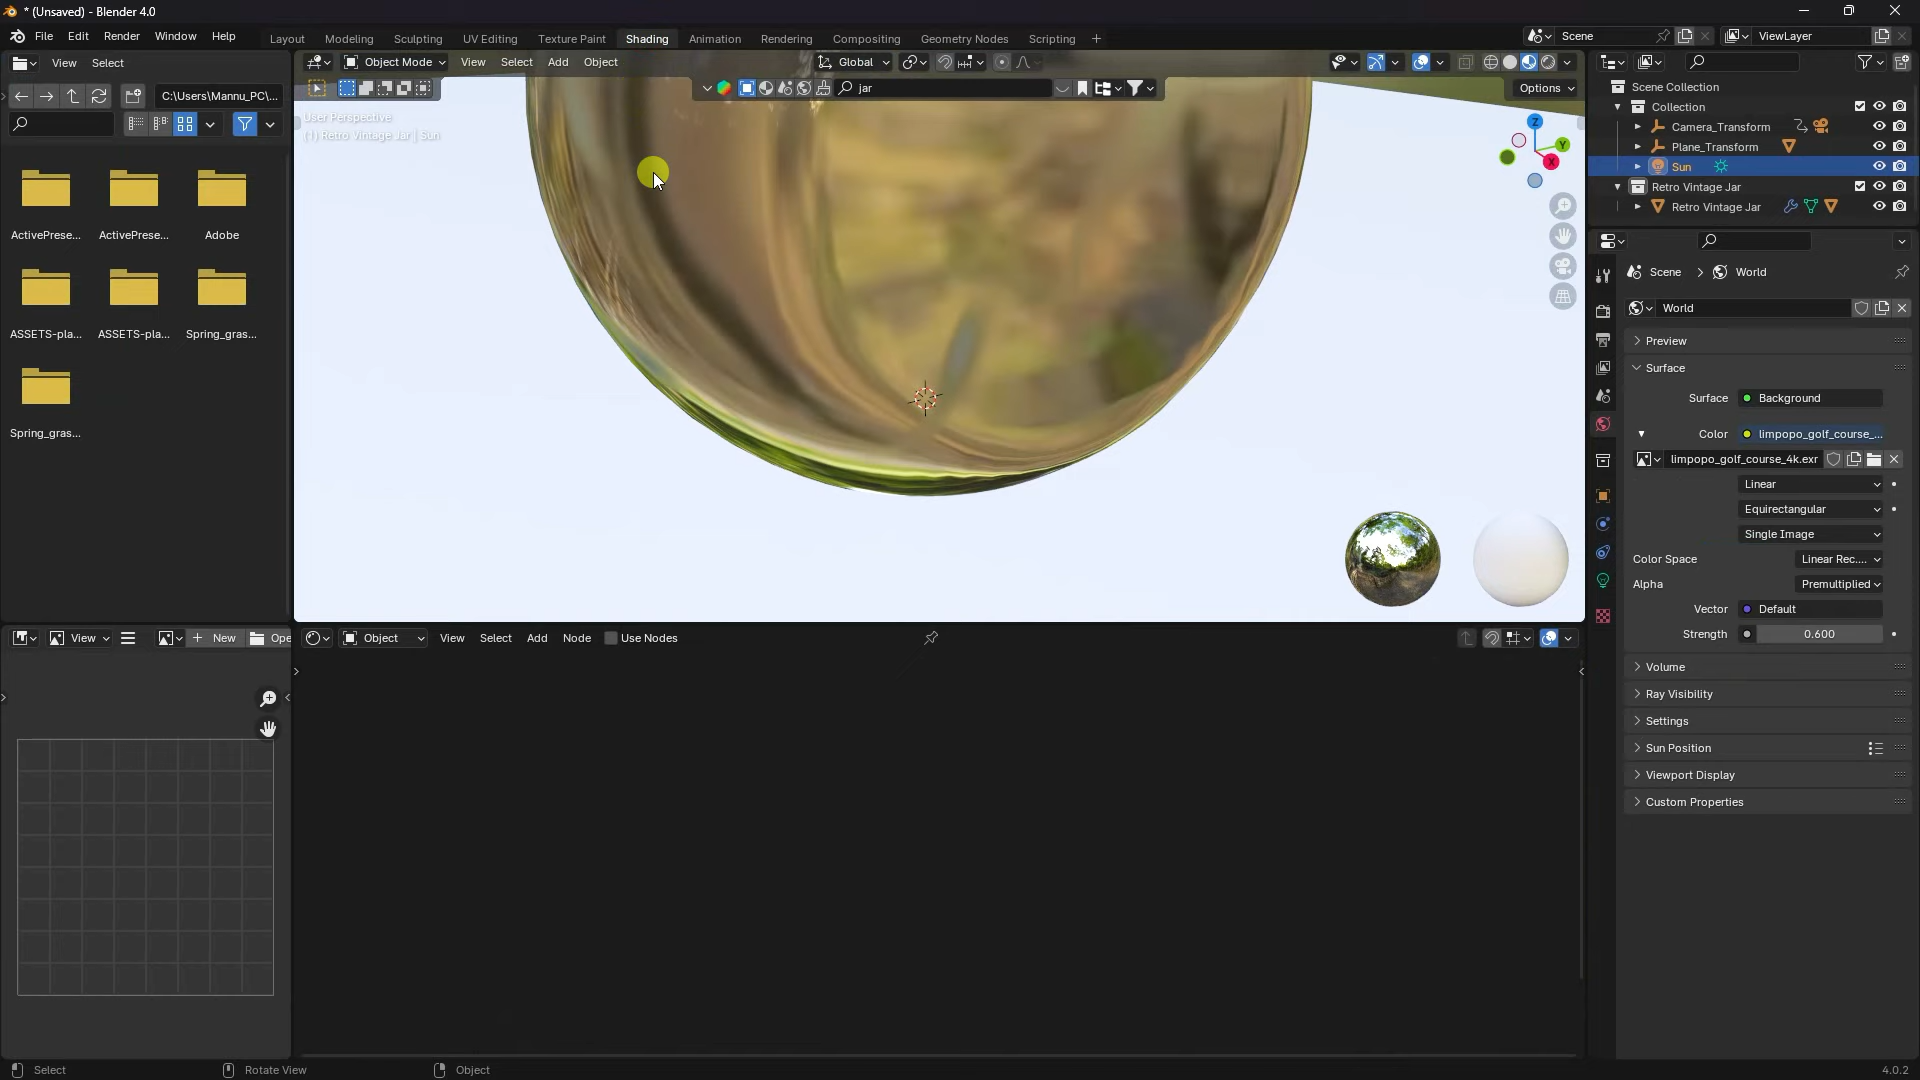 * (Unsaved) - Blender 4.0
File Edit Render Window Help
Layout Modeling Sculpting UV Editing Texture Paint Shading Animation Rendering Compositing Geometry Nodes Scripting +
Scene
ViewLayer
View Select
Object Mode View Select Add Object
Global
C:\Users\Mannu_PC\...
jar
Options
User Perspective
(1) Retro Vintage Jar | Sun
Z
Y
X
ActivePrese...
ActivePrese...
Adobe
ASSETS-pla...
ASSETS-pla...
Spring_gras...
Spring_gras...
Scene Collection
Collection
Camera_Transform
Plane_Transform
Sun
Retro Vintage Jar
Retro Vintage Jar
Scene > World
World
Preview
Surface
Surface Background
Color limpopo_golf_course_...
limpopo_golf_course_4k.exr
Linear
Equirectangular
Single Image
Color Space Linear Rec....
Alpha Premultiplied
Vector Default
Strength 0.600
Volume
Ray Visibility
Settings
Sun Position
Viewport Display
Custom Properties
View + New Ope
Object View Select Add Node Use Nodes
Select Rotate View Object
4.0.2